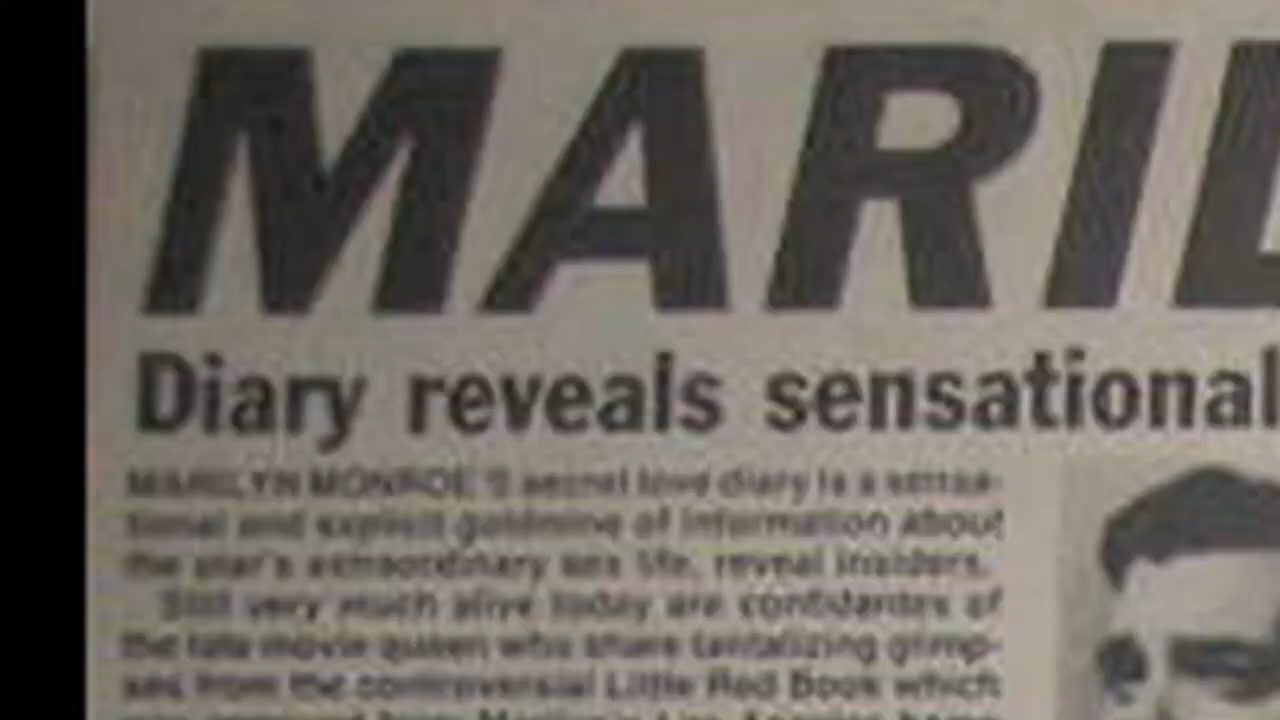 MARIL
Diary reveals sensational
MARILYN MONROE'S secret love diary is a sensa-
tional and explicit goldmine of information about
the star's extraordinary sex life, reveal insiders.
Still very much alive today are confidantes of
the late movie queen who share tantalizing glimp-
ses from the controversial Little Red Book which